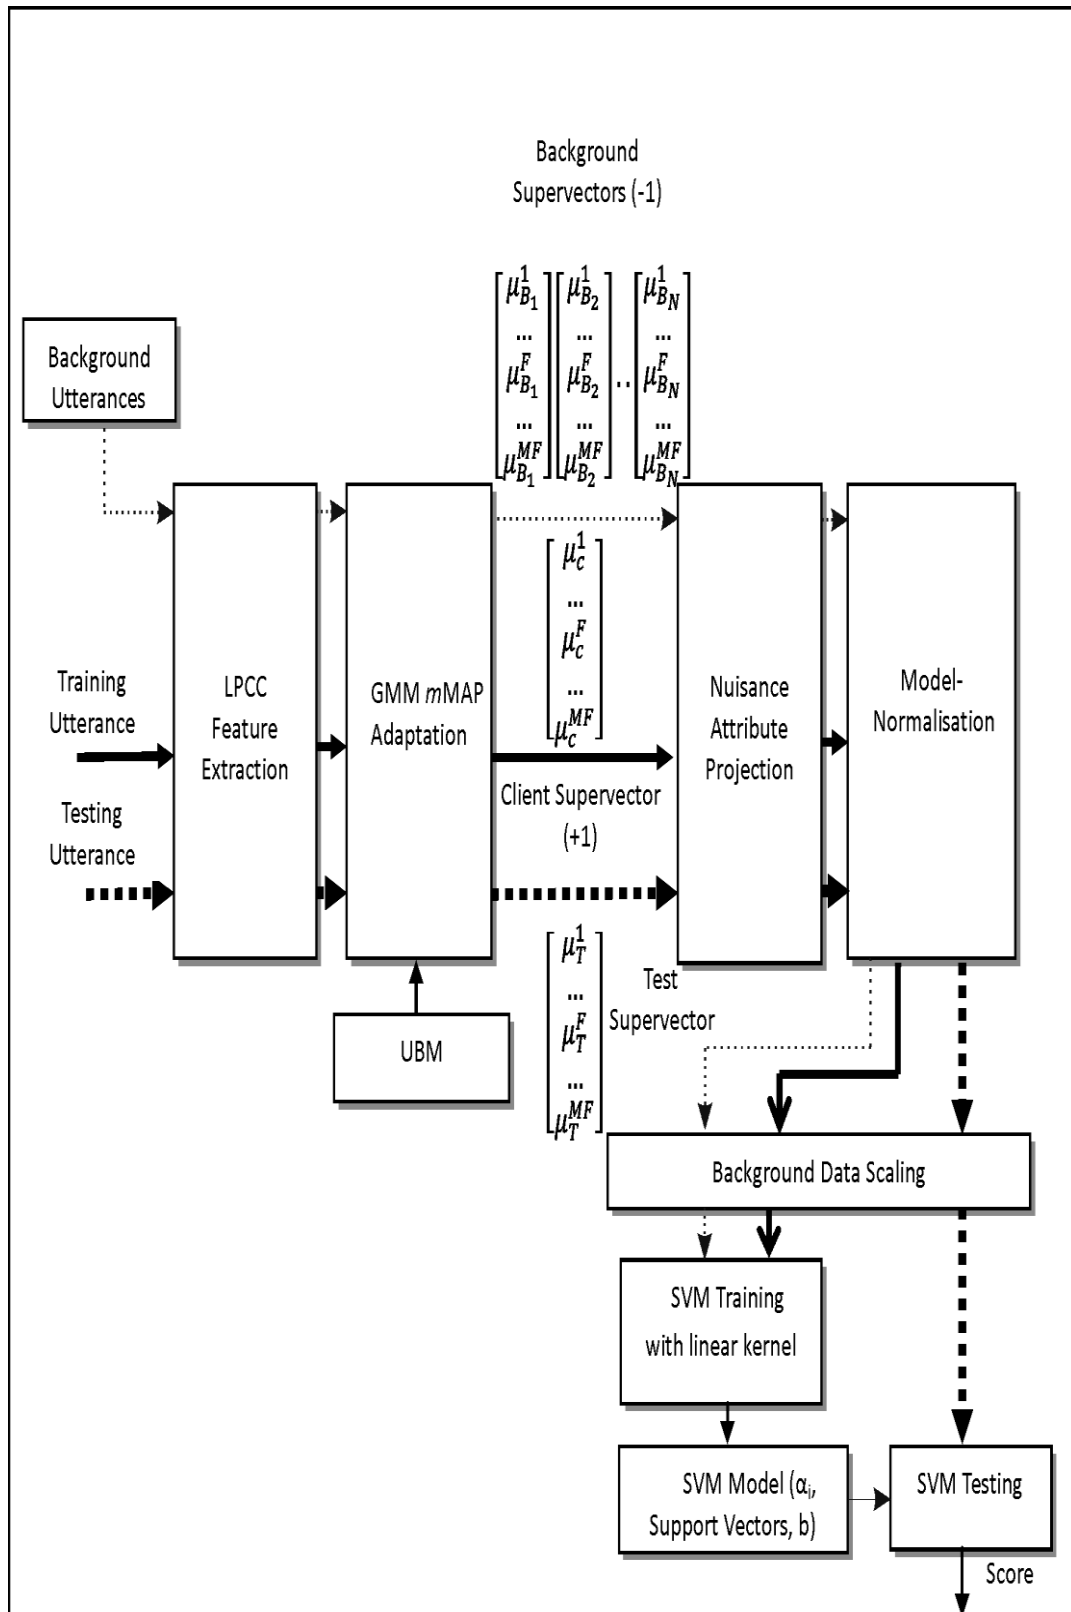 Background
Supervectors (-1)
μ_{B_1}^1 μ_{B_2}^1 μ_{B_N}^1
... ... ...
μ_{B_1}^F μ_{B_2}^F .. μ_{B_N}^F
... ... ...
μ_{B_1}^{MF} μ_{B_2}^{MF} μ_{B_N}^{MF}
Background
Utterances
μ_c^1
...
μ_c^F
...
μ_c^{MF}
Training
Utterance
LPCC
Feature
Extraction
GMM mMAP
Adaptation
Nuisance
Attribute
Projection
Model-
Normalisation
Client Supervector
(+1)
Testing
Utterance
μ_T^1
...
μ_T^F
...
μ_T^{MF}
Test
Supervector
UBM
Background Data Scaling
SVM Training
with linear kernel
SVM Model (α_i,
Support Vectors, b)
SVM Testing
Score